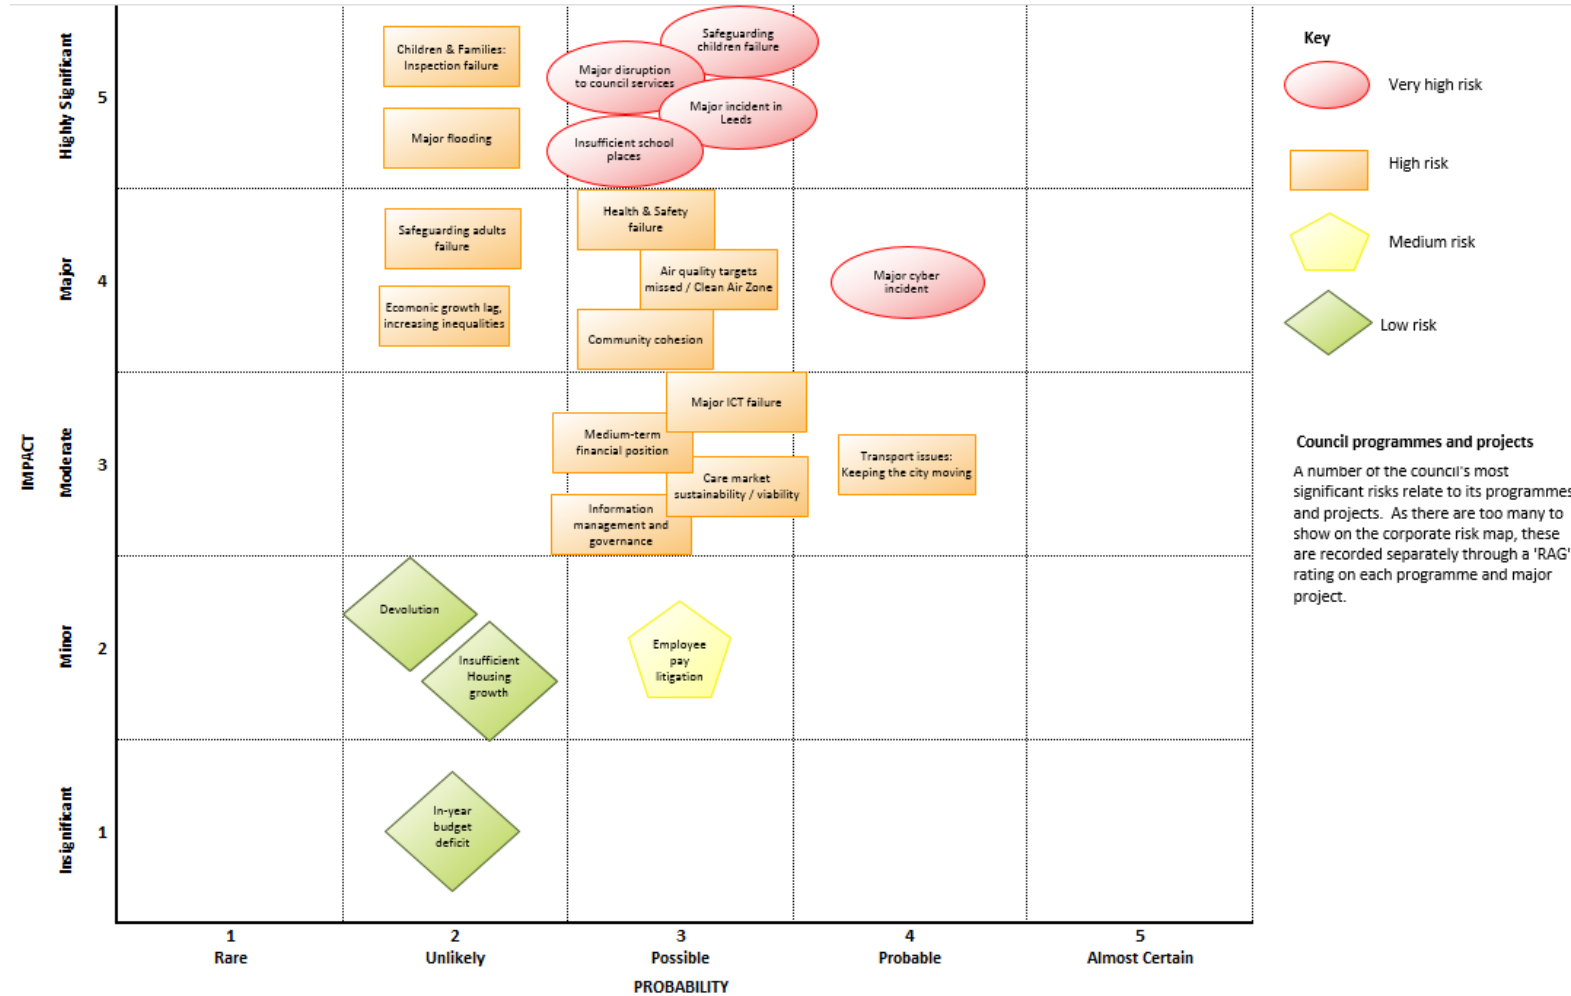 Highly Significant
5
Children & Families:
Inspection failure
Major flooding
Safeguarding
children failure
Major disruption
to council services
Major incident in
Leeds
Insufficient school
places
Major
4
Safeguarding adults
failure
Ecomonic growth lag,
increasing inequalities
Health & Safety
failure
Air quality targets
missed / Clean Air Zone
Community cohesion
Major cyber
incident
IMPACT
Moderate
3
Major ICT failure
Medium-term
financial position
Care market
sustainability / viability
Information
management and
governance
Transport issues:
Keeping the city moving
Minor
2
Devolution
Insufficient
Housing
growth
Employee
pay
litigation
Insignificant
1
In-year
budget
deficit
1
Rare
2
Unlikely
3
Possible
4
Probable
5
Almost Certain
PROBABILITY
Key
Very high risk
High risk
Medium risk
Low risk
Council programmes and projects
A number of the council's most
significant risks relate to its programmes
and projects. As there are too many to
show on the corporate risk map, these
are recorded separately through a 'RAG'
rating on each programme and major
project.